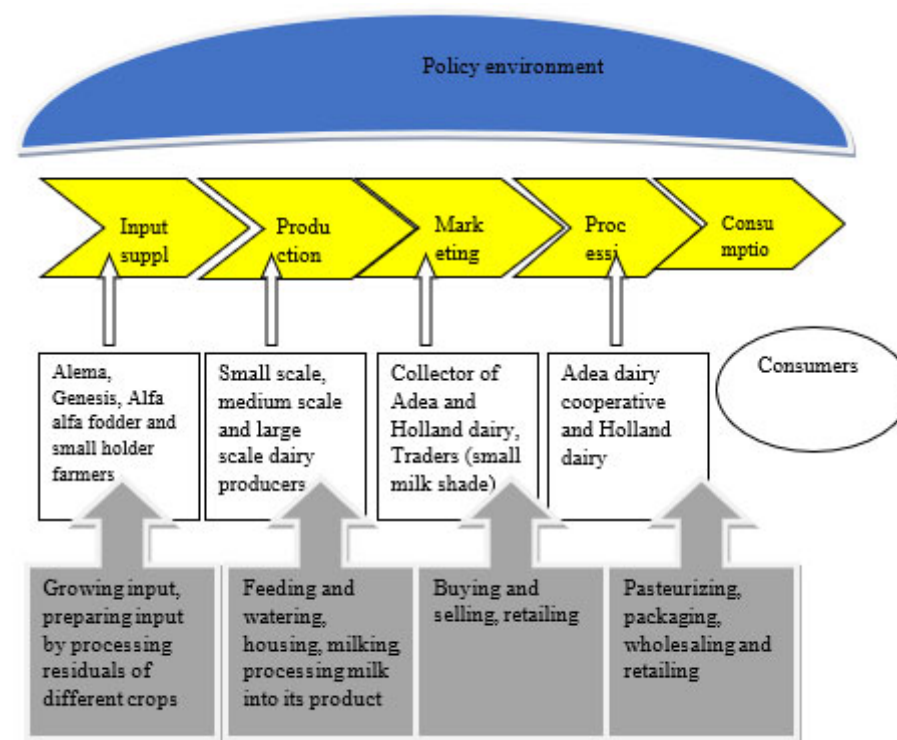 Policy environment
Input
suppl
Produ
ction
Mark
eting
Proc
essi
Consu
mptio
Alema,
Genesis, Alfa
alfa fodder and
small holder
farmers
Small scale,
medium scale
and large
scale dairy
producers
Collector of
Adea and
Holland dairy,
Traders (small
milk shade)
Adea dairy
cooperative
and Holland
dairy
Consumers
Growing input,
preparing input
by processing
residuals of
different crops
Feeding and
watering,
housing, milking,
processing milk
into its product
Buying and
selling, retailing
Pasteurizing,
packaging,
wholesaling and
retailing